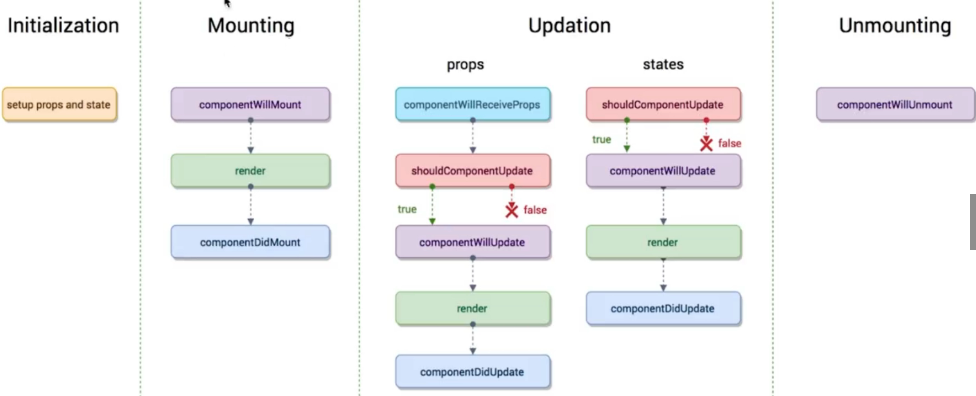 Initialization
Mounting
Updation
Unmounting
props
states
setup props and state
componentWillMount
render
componentDidMount
componentWillReceiveProps
shouldComponentUpdate
true
false
componentWillUpdate
render
componentDidUpdate
shouldComponentUpdate
true
false
componentWillUpdate
render
componentDidUpdate
componentWillUnmount